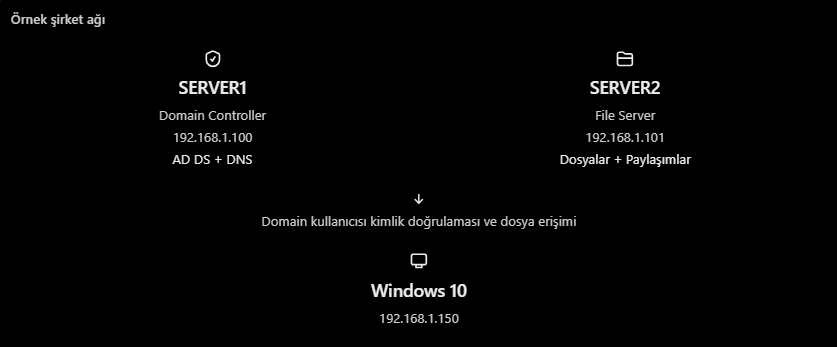 Örnek şirket ağı
SERVER1
Domain Controller
192.168.1.100
AD DS + DNS
SERVER2
File Server
192.168.1.101
Dosyalar + Paylaşımlar
Domain kullanıcısı kimlik doğrulaması ve dosya erişimi
Windows 10
192.168.1.150